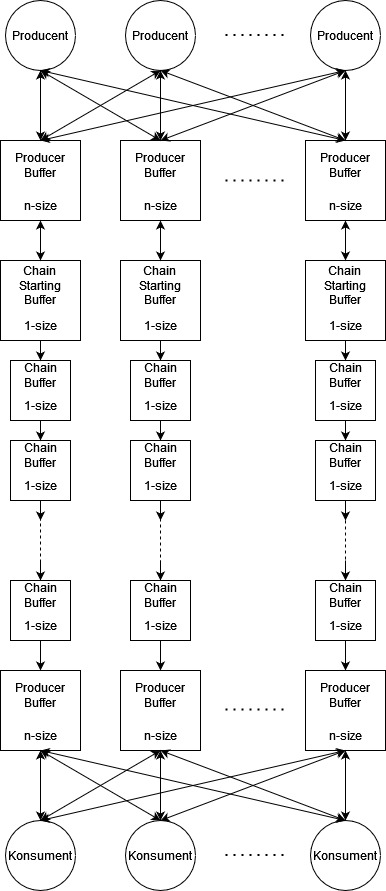 Producent Producent ........ Producent
Producer Producer Producer
Buffer Buffer ........ Buffer
n-size n-size n-size
Chain Chain Chain
Starting Starting Starting
Buffer Buffer Buffer
1-size 1-size 1-size
Chain Chain Chain
Buffer Buffer Buffer
1-size 1-size 1-size
Chain Chain Chain
Buffer Buffer Buffer
1-size 1-size 1-size
Chain Chain Chain
Buffer Buffer Buffer
1-size 1-size 1-size
Producer Producer Producer
Buffer Buffer ........ Buffer
n-size n-size n-size
Konsument Konsument ........ Konsument